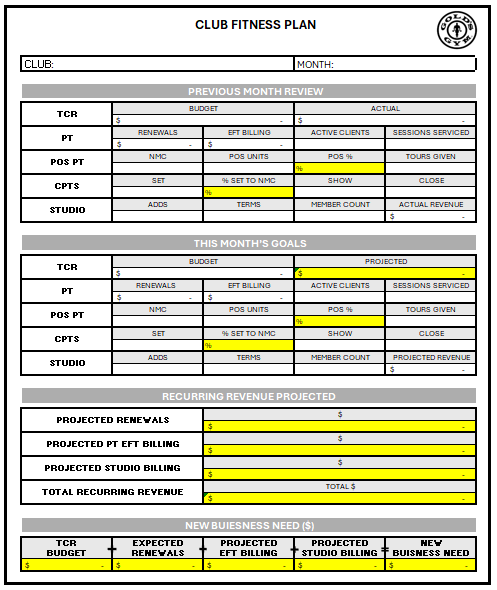 CLUB FITNESS PLAN
GOLD'S GYM
CLUB: MONTH:
PREVIOUS MONTH REVIEW
TCR BUDGET ACTUAL
$ - $ -
PT RENEWALS EFT BILLING ACTIVE CLIENTS SESSIONS SERVICED
$ - $ -
POS PT NMC POS UNITS POS % TOURS GIVEN
%
CPTS SET % SET TO NMC SHOW CLOSE
%
STUDIO ADDS TERMS MEMBER COUNT ACTUAL REVENUE
$ -
THIS MONTH'S GOALS
TCR BUDGET PROJECTED
$ - $ -
PT RENEWALS EFT BILLING ACTIVE CLIENTS SESSIONS SERVICED
$ - $ -
POS PT NMC POS UNITS POS % TOURS GIVEN
%
CPTS SET % SET TO NMC SHOW CLOSE
%
STUDIO ADDS TERMS MEMBER COUNT PROJECTED REVENUE
$ -
RECURRING REVENUE PROJECTED
PROJECTED RENEWALS $
$ -
PROJECTED PT EFT BILLING $
$ -
PROJECTED STUDIO BILLING $
$ -
TOTAL RECURRING REVENUE TOTAL $
$ -
NEW BUIESNESS NEED ($)
TCR EXPECTED PROJECTED PROJECTED NEW
BUDGET - RENEWALS - EFT BILLING - STUDIO BILLING = BUISNESS NEED
$ - $ - $ - $ - $ -